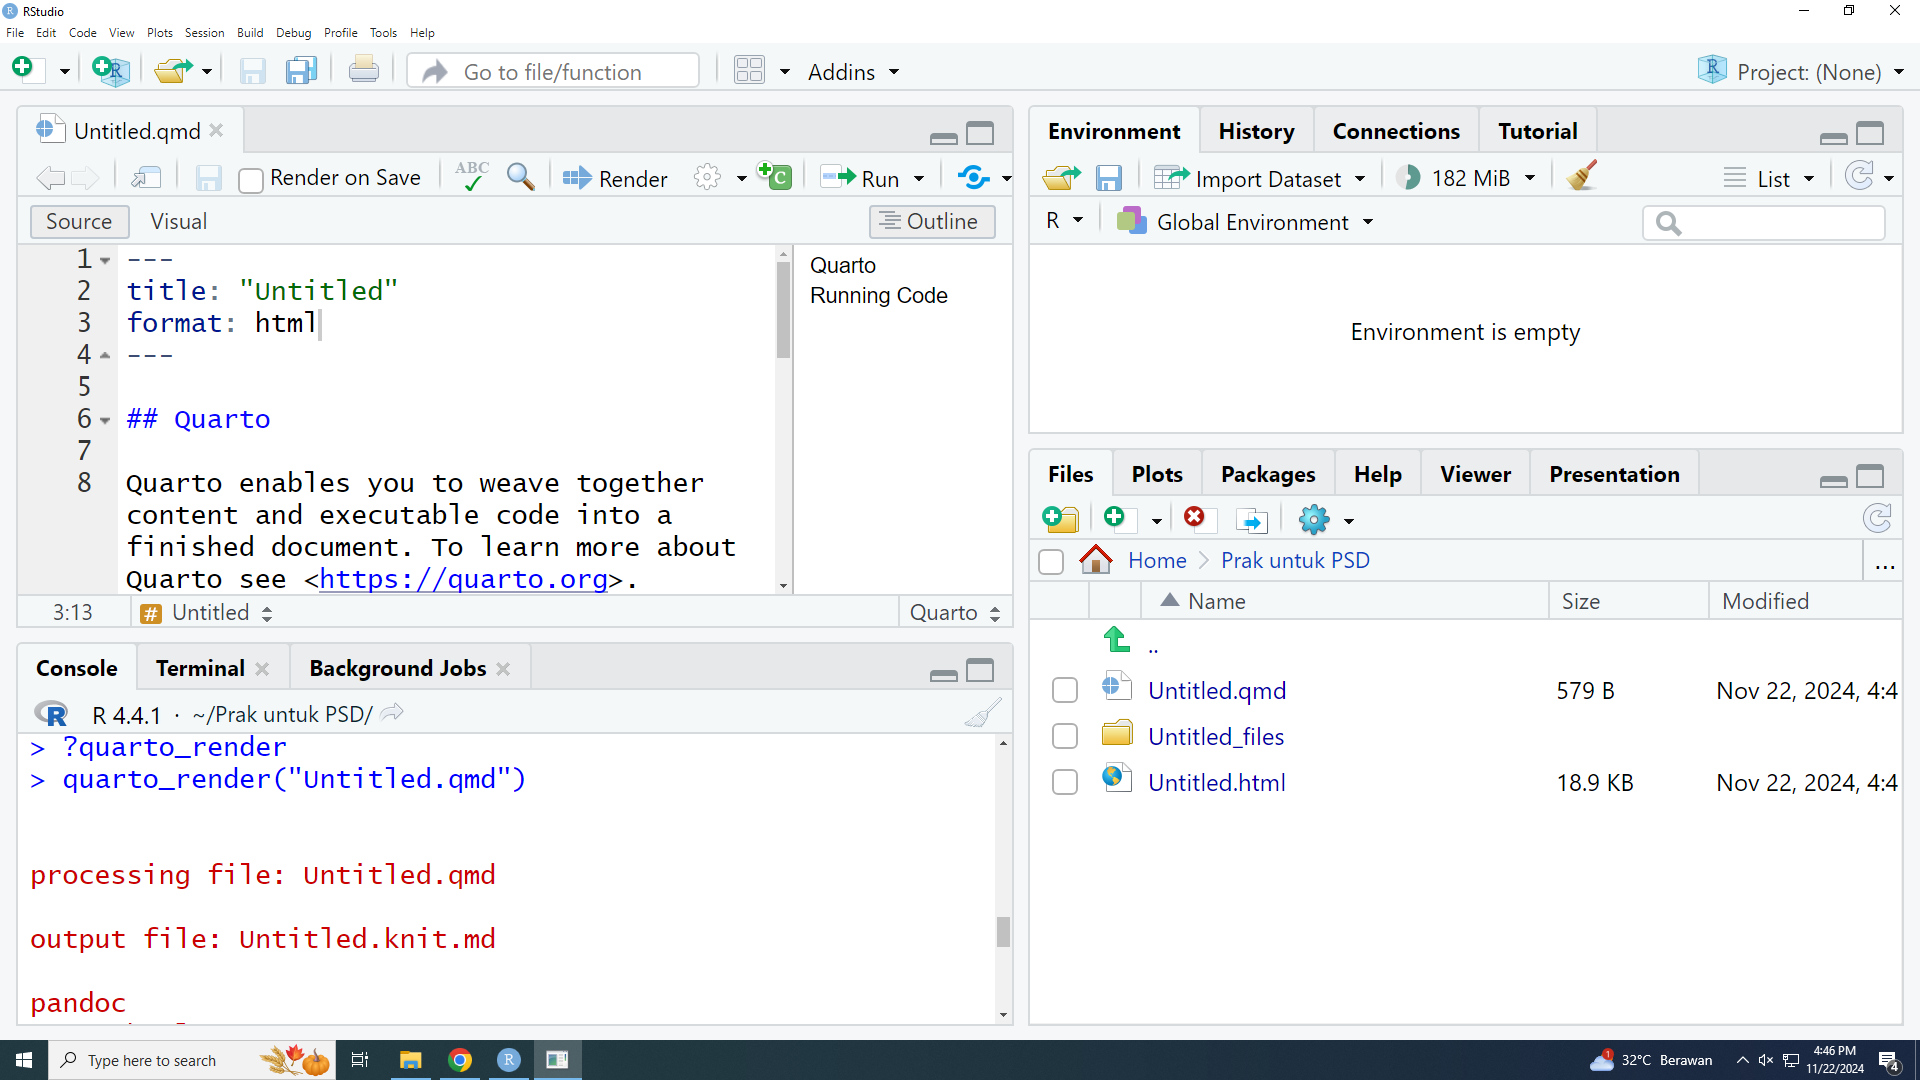 RStudio
File Edit Code View Plots Session Build Debug Profile Tools Help
Go to file/function
Addins
Project: (None)
Untitled.qmd
Render on Save
ABC
Render
Run
Source
Visual
Outline
1 ---
2 title: "Untitled"
3 format: html
4 ---
5
6 ## Quarto
7
8 Quarto enables you to weave together
content and executable code into a
finished document. To learn more about
Quarto see <https://quarto.org>.
Quarto
Running Code
3:13
# Untitled
Quarto
Console
Terminal
Background Jobs
R 4.4.1 · ~/Prak untuk PSD/
> ?quarto_render
> quarto_render("Untitled.qmd")
processing file: Untitled.qmd
output file: Untitled.knit.md
pandoc
Environment
History
Connections
Tutorial
Import Dataset
182 MiB
List
R
Global Environment
Environment is empty
Files
Plots
Packages
Help
Viewer
Presentation
Home
Prak untuk PSD
...
Name
Size
Modified
..
Untitled.qmd 579 B Nov 22, 2024, 4:4
Untitled_files
Untitled.html 18.9 KB Nov 22, 2024, 4:4
Type here to search
1
32°C Berawan
4:46 PM
11/22/2024
4